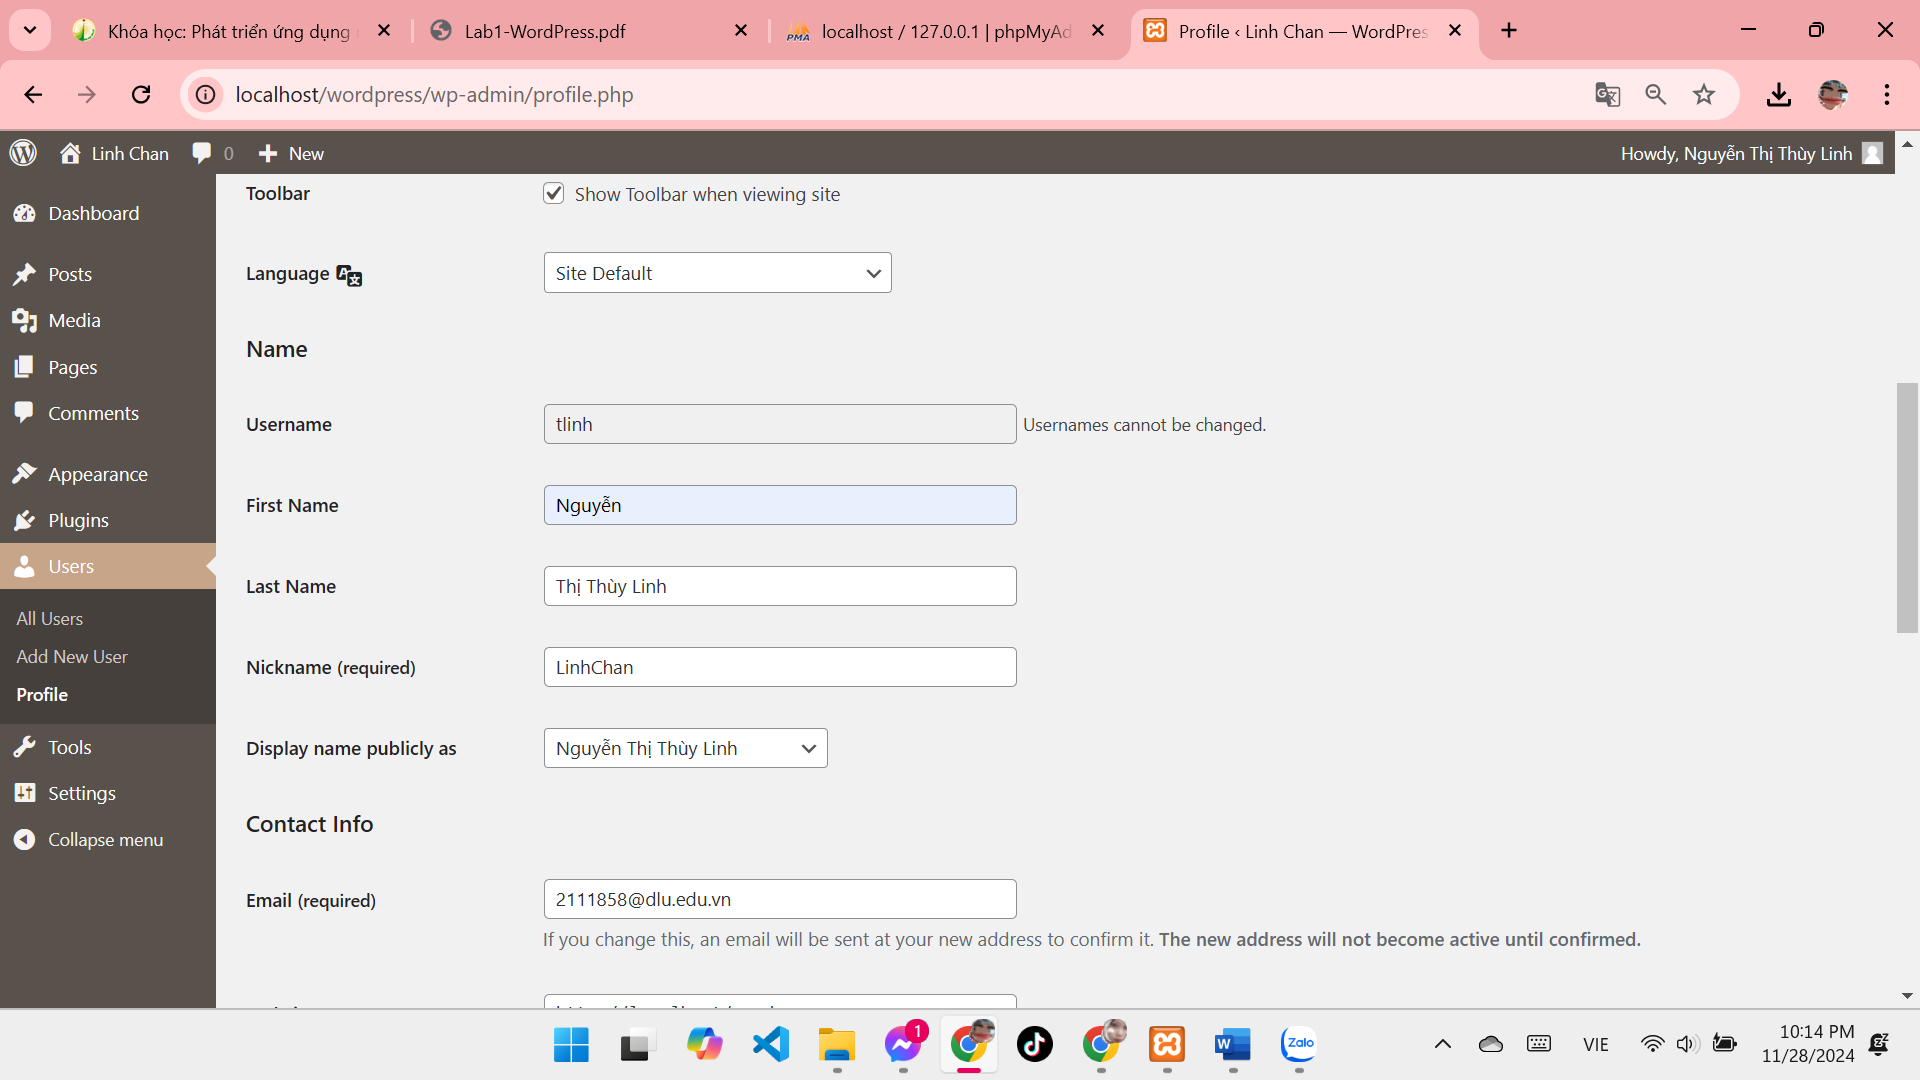 Khóa học: Phát triển ứng dụng
Lab1-WordPress.pdf
localhost / 127.0.0.1 | phpMyAd
Profile ‹ Linh Chan — WordPres
localhost/wordpress/wp-admin/profile.php
Linh Chan
0
New
Howdy, Nguyễn Thị Thùy Linh
Dashboard
Posts
Media
Pages
Comments
Appearance
Plugins
Users
All Users
Add New User
Profile
Tools
Settings
Collapse menu
Toolbar
Show Toolbar when viewing site
Language
Site Default
Name
Username
tlinh
Usernames cannot be changed.
First Name
Nguyễn
Last Name
Thị Thùy Linh
Nickname (required)
LinhChan
Display name publicly as
Nguyễn Thị Thùy Linh
Contact Info
Email (required)
2111858@dlu.edu.vn
If you change this, an email will be sent at your new address to confirm it. The new address will not become active until confirmed.
1
Zalo
VIE
10:14 PM
11/28/2024